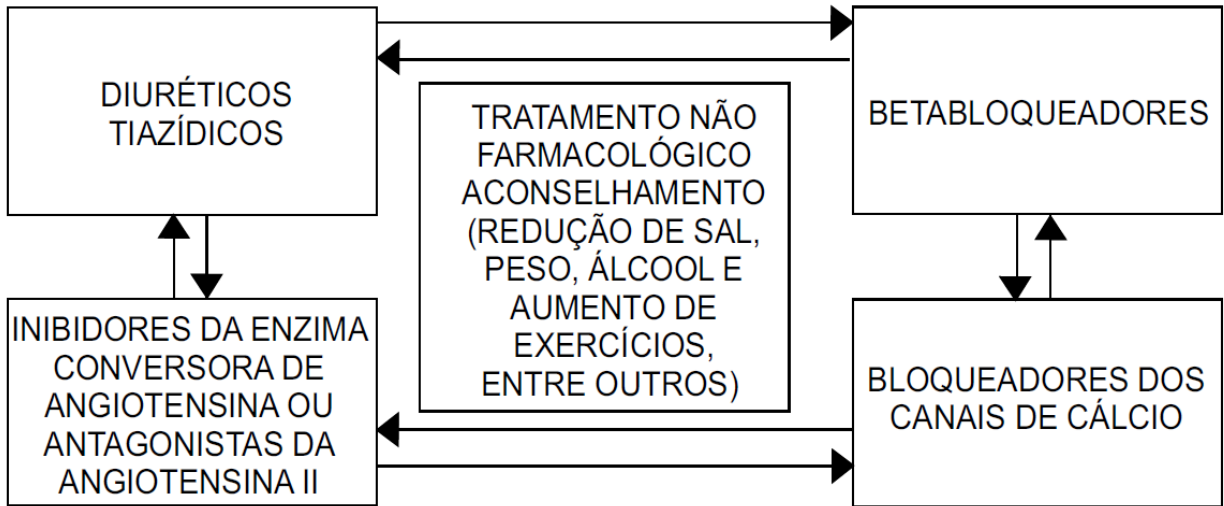 DIURÉTICOS
TIAZÍDICOS
BETABLOQUEADORES
TRATAMENTO NÃO
FARMACOLÓGICO
ACONSELHAMENTO
(REDUÇÃO DE SAL,
PESO, ÁLCOOL E
AUMENTO DE
EXERCÍCIOS,
ENTRE OUTROS)
INIBIDORES DA ENZIMA
CONVERSORA DE
ANGIOTENSINA OU
ANTAGONISTAS DA
ANGIOTENSINA II
BLOQUEADORES DOS
CANAIS DE CÁLCIO